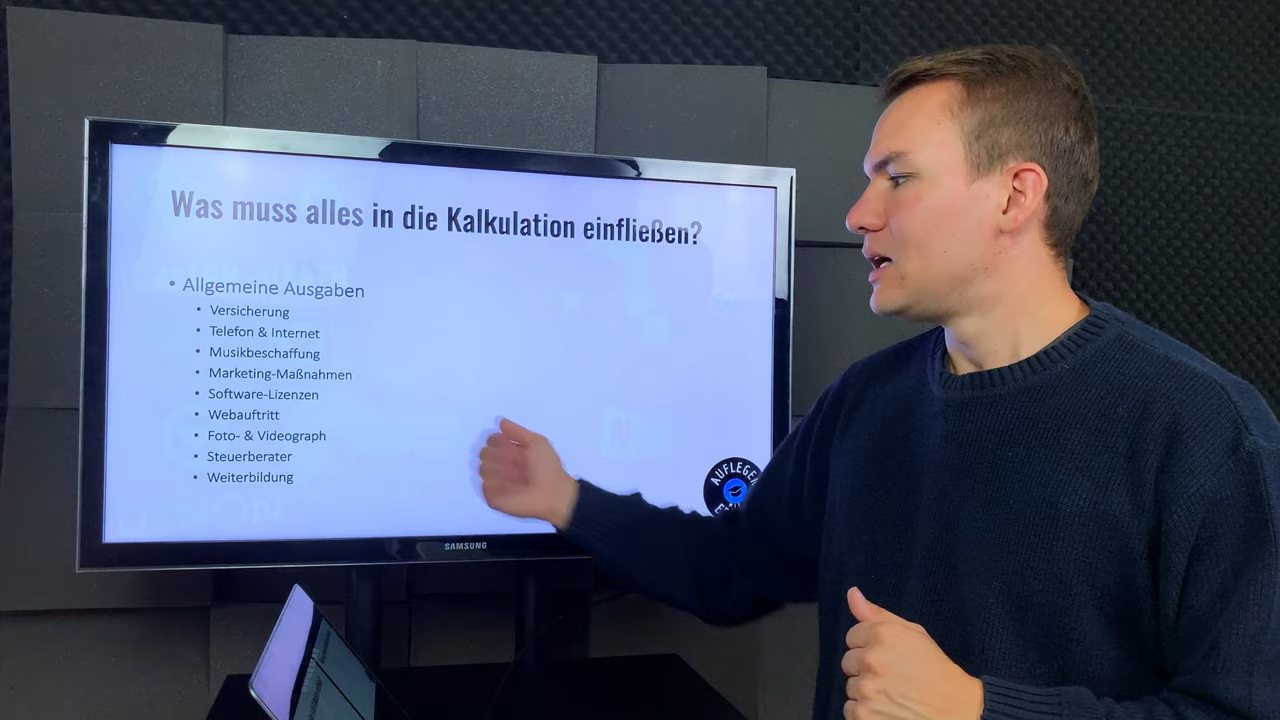 Was muss alles in die Kalkulation einfließen?
• Allgemeine Ausgaben
• Versicherung
• Telefon & Internet
• Musikbeschaffung
• Marketing-Maßnahmen
• Software-Lizenzen
• Webauftritt
• Foto- & Videograph
• Steuerberater
• Weiterbildung
SAMSUNG